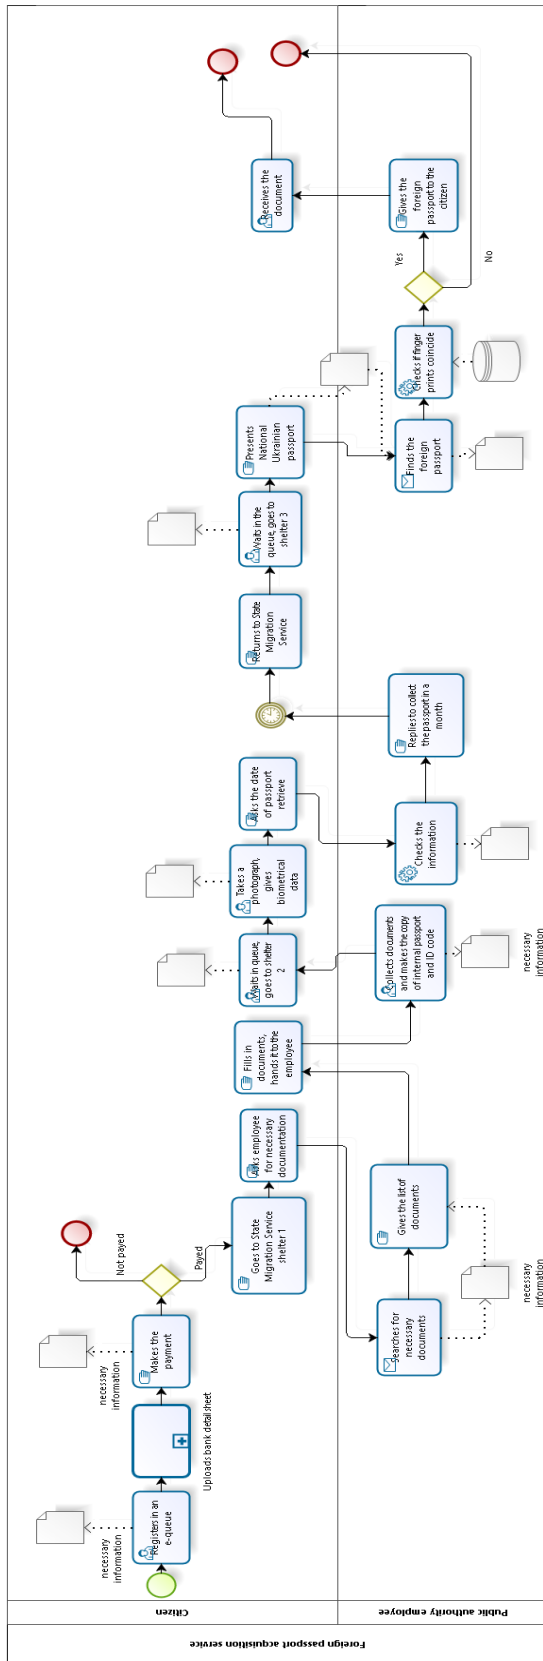 Foreign passport acquisition service
Citizen
Public authority employee
Registers in an
e-queue
necessary
information
Uploads bank detail sheet
Makes the
payment
necessary
information
Not payed
Payed
Goes to State
Migration Service
shelter 1
Asks employee
for necessary
documentation
Searches for
necessary
documents
necessary
information
Gives the list of
documents
Fills in
documents,
hands it to the
employee
Collects documents
and makes the copy
of internal passport
and ID code
necessary
information
Waits in queue,
goes to shelter
2
Takes a
photograph,
gives
biometrical
data
Asks the date
of passport
retrieve
Checks the
information
Replies to collect
the passport in a
month
Returns to State
Migration
Service
Waits in the
queue, goes to
shelter 3
Presents
National
Ukrainian
passport
Finds the
foreign
passport
Checks if finger
prints coincide
Yes
No
Gives the
foreign
passport to the
citizen
Receives the
document